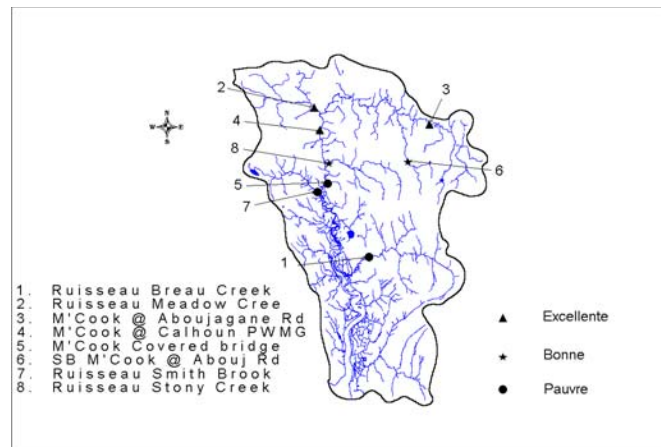 2
3
4
8
6
5
7
1
N
W E
S
1. Ruisseau Breau Creek
2. Ruisseau Meadow Cree
3. M'Cook @ Aboujagane Rd
4. M'Cook @ Calhoun PWMG
5. M'Cook Covered bridge
6. SB M'Cook @ Abouj Rd
7. Ruisseau Smith Brook
8. Ruisseau Stony Creek
Excellente
Bonne
Pauvre